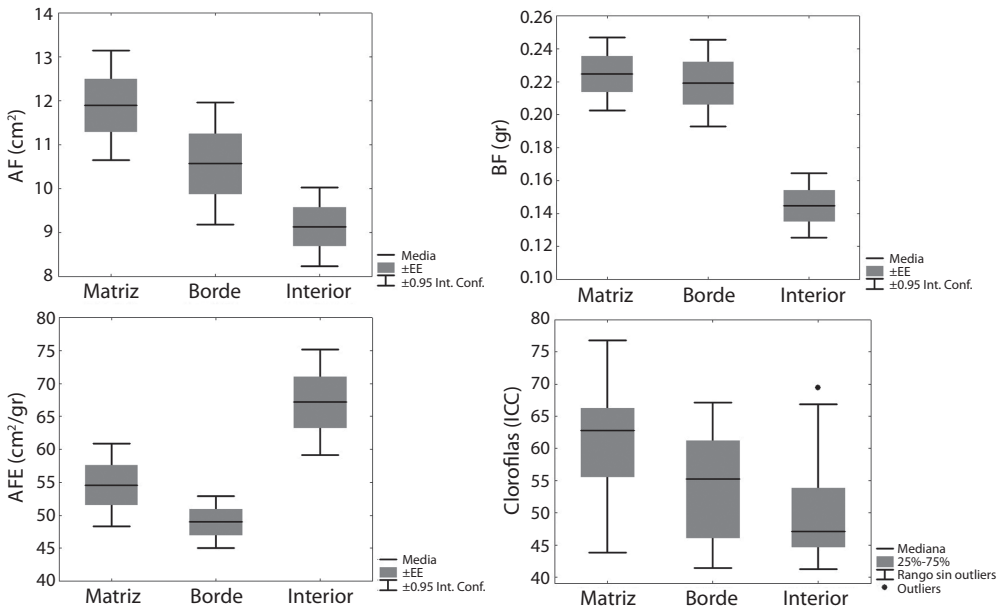 14
13
12
11
10
9
8
AF (cm²)
Matriz
Borde
Interior
Media
±EE
±0.95 Int. Conf.
0.26
0.24
0.22
0.20
0.18
0.16
0.14
0.12
0.10
BF (gr)
Matriz
Borde
Interior
Media
±EE
±0.95 Int. Conf.
80
75
70
65
60
55
50
45
40
AFE (cm²/gr)
Matriz
Borde
Interior
Media
±EE
±0.95 Int. Conf.
80
75
70
65
60
55
50
45
40
Clorofilas (ICC)
Matriz
Borde
Interior
Mediana
25%-75%
Rango sin outliers
Outliers